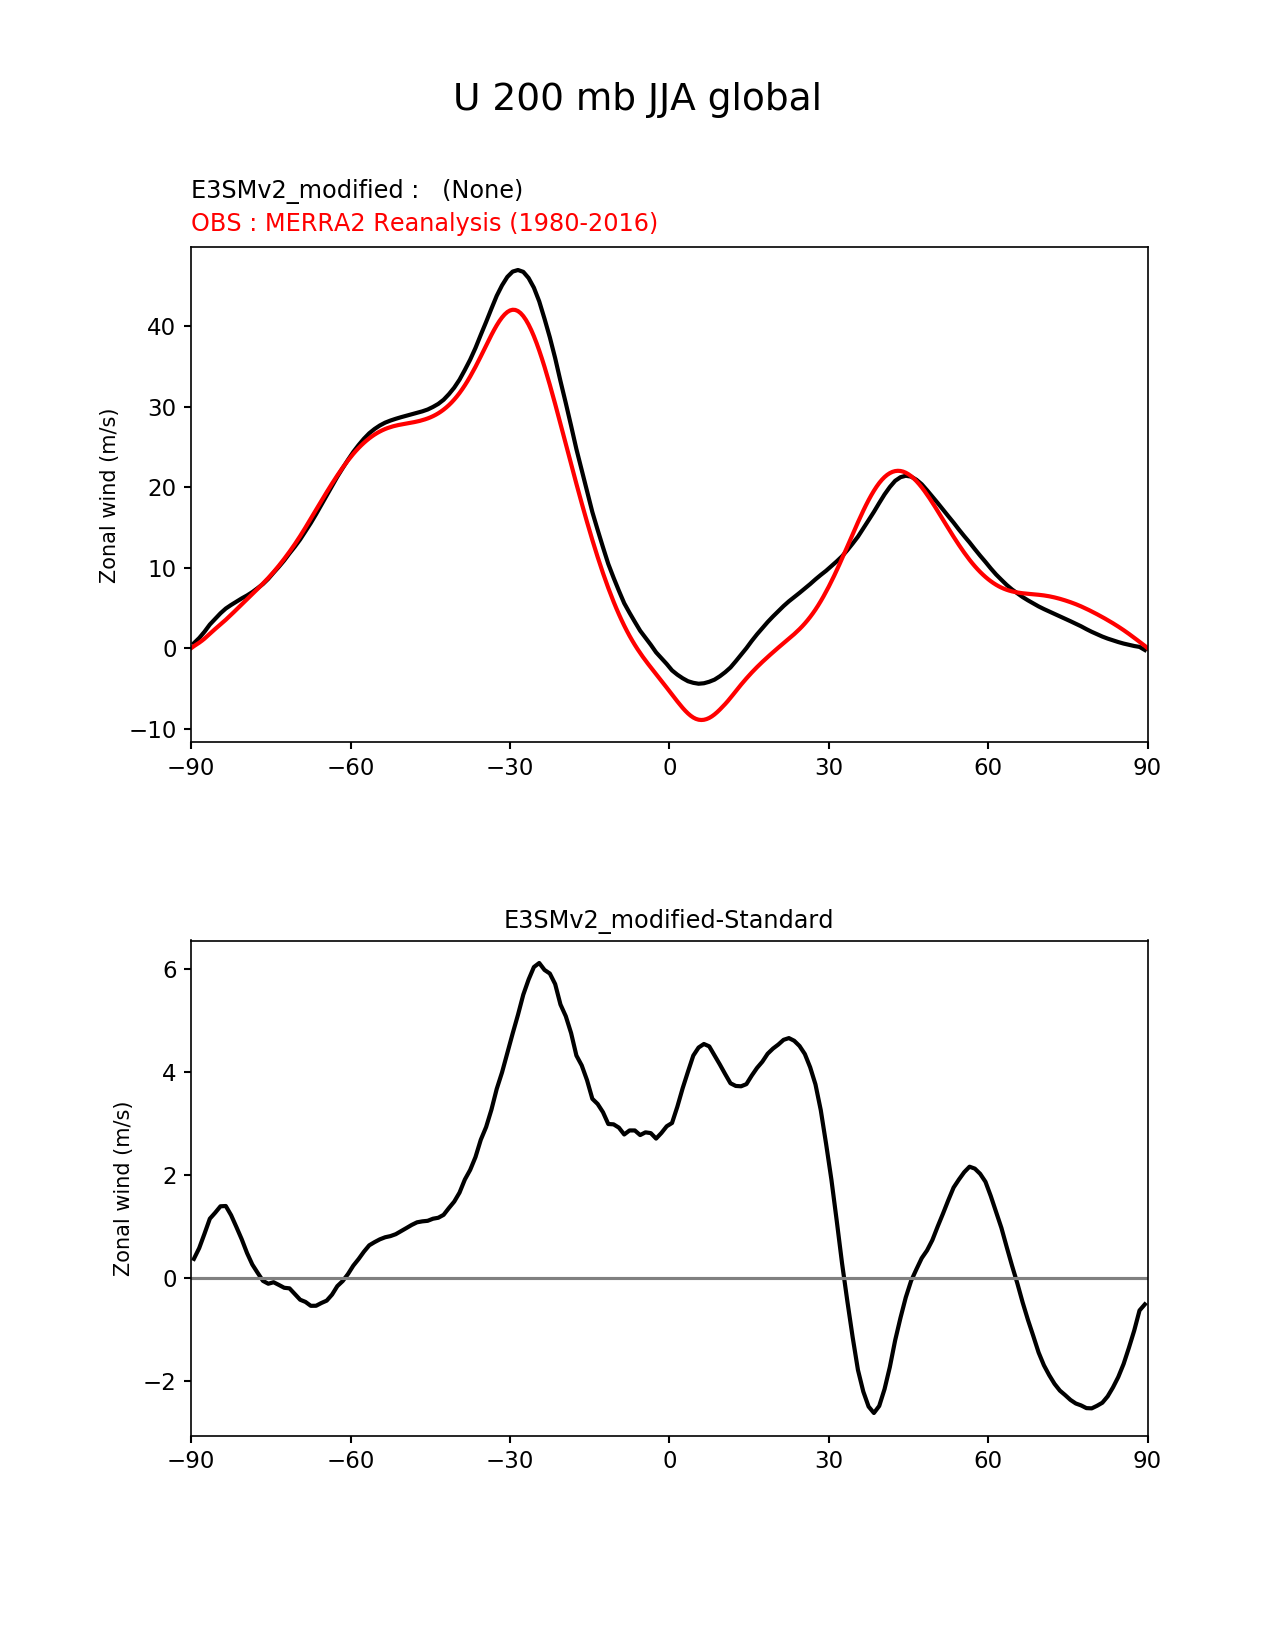 U 200 mb JJA global
E3SMv2_modified :   (None)
OBS : MERRA2 Reanalysis (1980-2016)
Zonal wind (m/s)
40
30
20
10
0
−10
−90 −60 −30 0 30 60 90
E3SMv2_modified-Standard
Zonal wind (m/s)
6
4
2
0
−2
−90 −60 −30 0 30 60 90